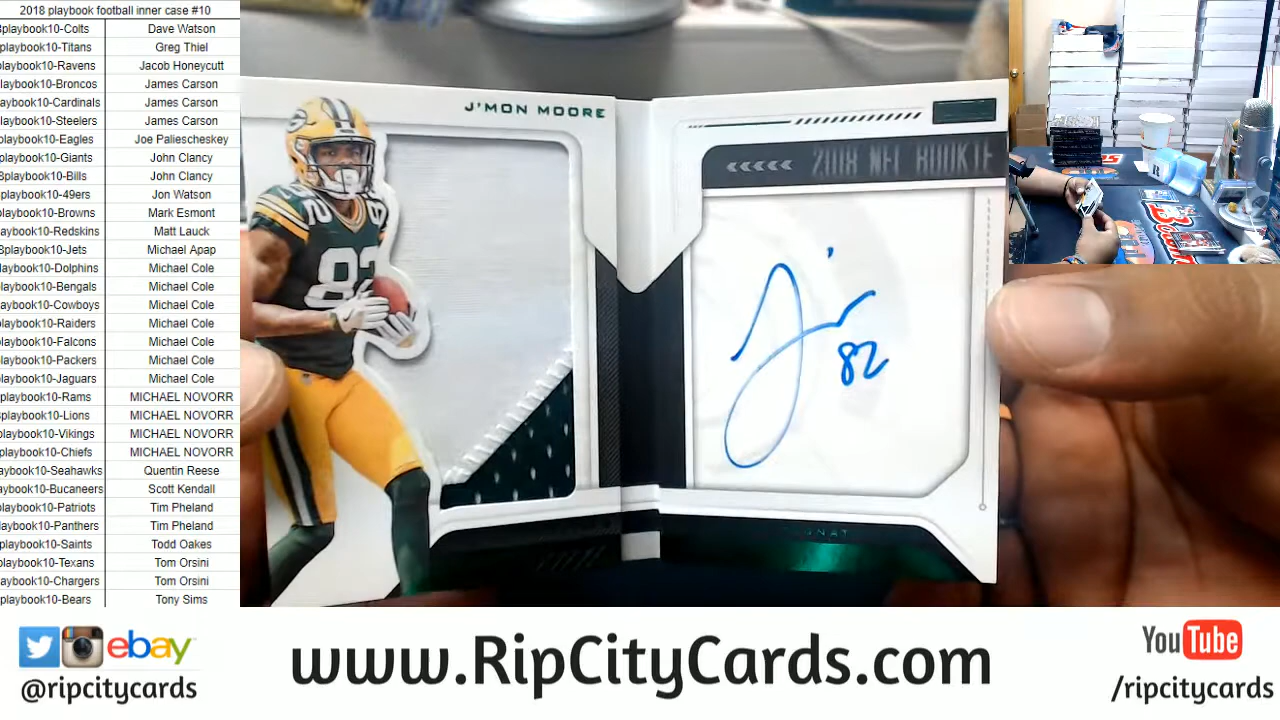 2018 playbook football inner case #10
8playbook10-Colts Dave Watson
playbook10-Titans Greg Thiel
playbook10-Ravens Jacob Honeycutt
playbook10-Broncos James Carson
playbook10-Cardinals James Carson
playbook10-Steelers James Carson
playbook10-Eagles Joe Paliescheskey
playbook10-Giants John Clancy
8playbook10-Bills John Clancy
playbook10-49ers Jon Watson
playbook10-Browns Mark Esmont
playbook10-Redskins Matt Lauck
8playbook10-Jets Michael Apap
laybook10-Dolphins Michael Cole
playbook10-Bengals Michael Cole
laybook10-Cowboys Michael Cole
playbook10-Raiders Michael Cole
playbook10-Falcons Michael Cole
playbook10-Packers Michael Cole
playbook10-Jaguars Michael Cole
playbook10-Rams MICHAEL NOVORR
playbook10-Lions MICHAEL NOVORR
playbook10-Vikings MICHAEL NOVORR
playbook10-Chiefs MICHAEL NOVORR
aybook10-Seahawks Quentin Reese
aybook10-Bucaneers Scott Kendall
playbook10-Patriots Tim Pheland
playbook10-Panthers Tim Pheland
playbook10-Saints Todd Oakes
playbook10-Texans Tom Orsini
playbook10-Chargers Tom Orsini
playbook10-Bears Tony Sims
J'MON MOORE
2018 NFL ROOKIE
82
82
G
82
ebay
@ripcitycards
www.RipCityCards.com
YouTube
/ripcitycards